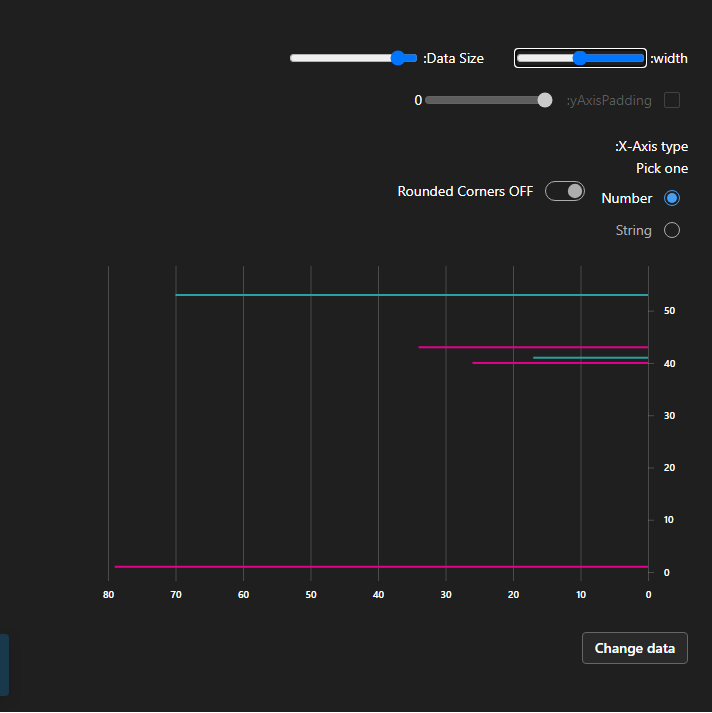 :width
:Data Size
:yAxisPadding
0
:X-Axis type
Pick one
Number
Rounded Corners OFF
String
50
40
30
20
10
0
80 70 60 50 40 30 20 10 0
Change data